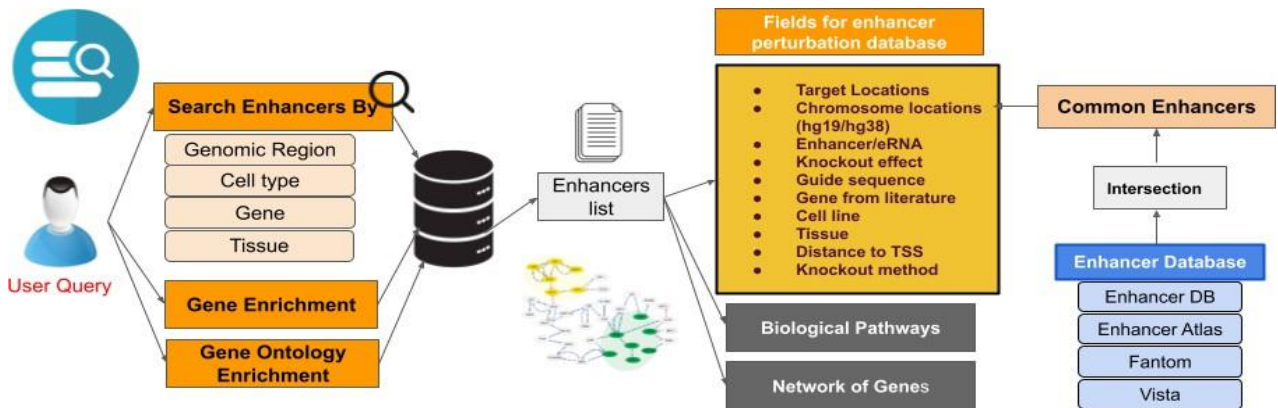 User Query
Search Enhancers By
Genomic Region
Cell type
Gene
Tissue
Gene Enrichment
Gene Ontology
Enrichment
Enhancers
list
Fields for enhancer
perturbation database
● Target Locations
● Chromosome locations
(hg19/hg38)
● Enhancer/eRNA
● Knockout effect
● Guide sequence
● Gene from literature
● Cell line
● Tissue
● Distance to TSS
● Knockout method
Biological Pathways
Network of Genes
Common Enhancers
Intersection
Enhancer Database
Enhancer DB
Enhancer Atlas
Fantom
Vista